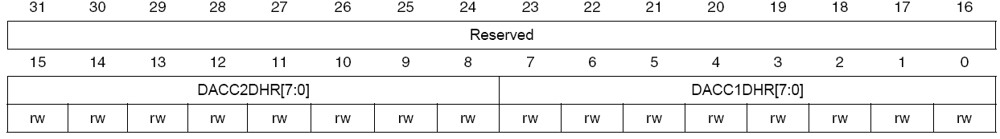 31 30 29 28 27 26 25 24 23 22 21 20 19 18 17 16
Reserved
15 14 13 12 11 10 9 8 7 6 5 4 3 2 1 0
DACC2DHR[7:0] DACC1DHR[7:0]
rw rw rw rw rw rw rw rw rw rw rw rw rw rw rw rw